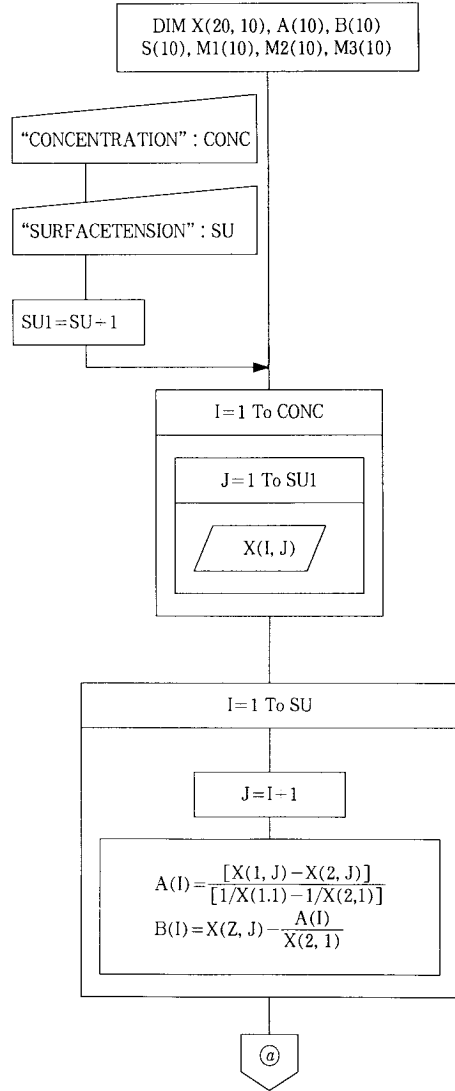 DIM X(20, 10), A(10), B(10)
S(10), M1(10), M2(10), M3(10)
“CONCENTRATION” : CONC
“SURFACETENSION” : SU
SU1=SU+1
I=1 To CONC
J=1 To SU1
X(I, J)
I=1 To SU
J=I+1
A(I)=[X(1, J)-X(2, J)]/[1/X(1.1)-1/X(2,1)]
B(I)=X(Z, J)-A(I)/X(2, 1)
ⓐ